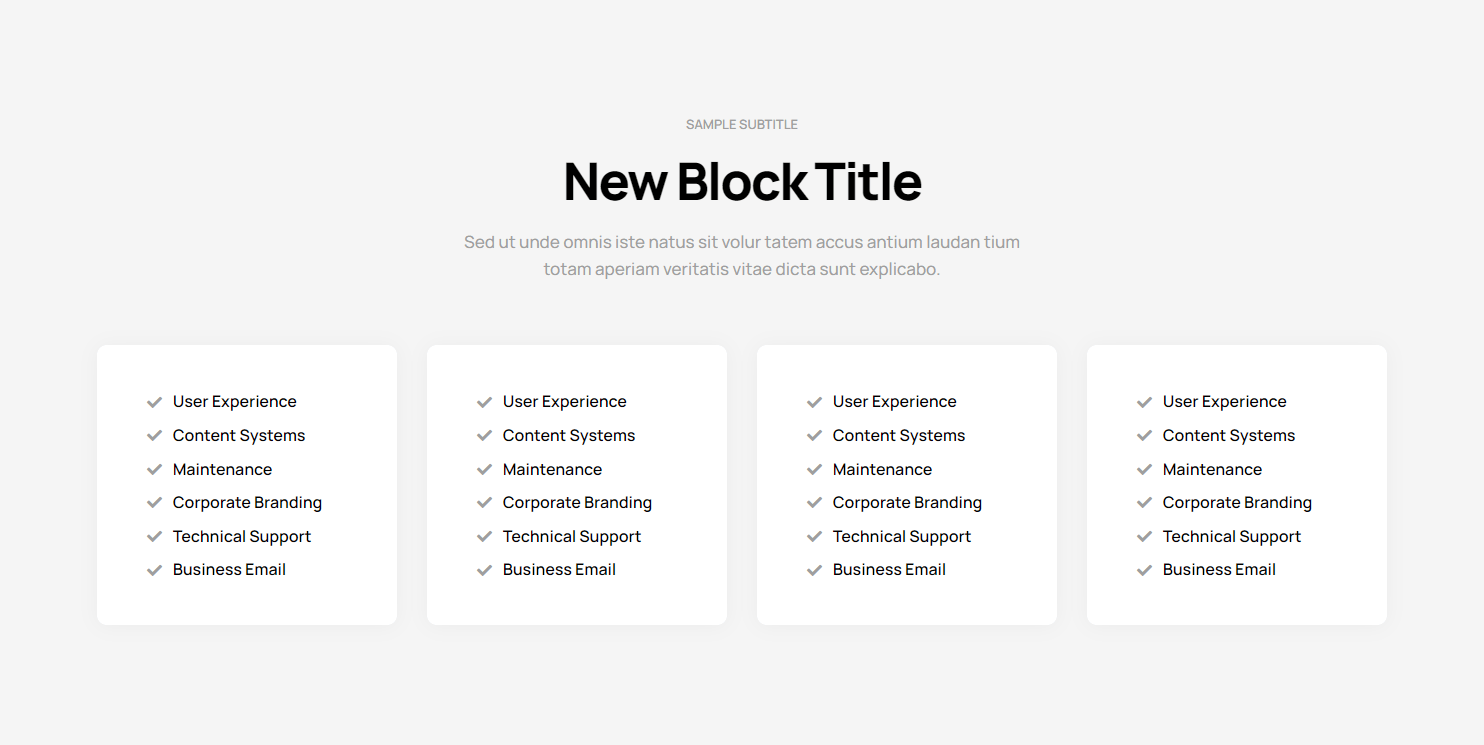 SAMPLE SUBTITLE
New Block Title
Sed ut unde omnis iste natus sit volur tatem accus antium laudan tium
totam aperiam veritatis vitae dicta sunt explicabo.
User Experience
Content Systems
Maintenance
Corporate Branding
Technical Support
Business Email
User Experience
Content Systems
Maintenance
Corporate Branding
Technical Support
Business Email
User Experience
Content Systems
Maintenance
Corporate Branding
Technical Support
Business Email
User Experience
Content Systems
Maintenance
Corporate Branding
Technical Support
Business Email